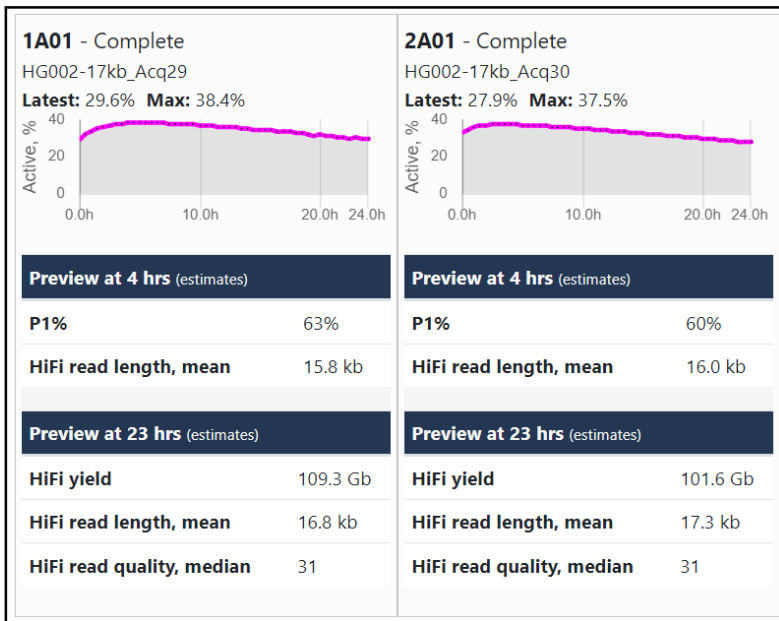 1A01 - Complete
HG002-17kb_Acq29
Latest: 29.6% Max: 38.4%
Active, %
40
20
0
0.0h 10.0h 20.0h 24.0h
Preview at 4 hrs (estimates)
P1% 63%
HiFi read length, mean 15.8 kb
Preview at 23 hrs (estimates)
HiFi yield 109.3 Gb
HiFi read length, mean 16.8 kb
HiFi read quality, median 31
2A01 - Complete
HG002-17kb_Acq30
Latest: 27.9% Max: 37.5%
Active, %
40
20
0
0.0h 10.0h 20.0h 24.0h
Preview at 4 hrs (estimates)
P1% 60%
HiFi read length, mean 16.0 kb
Preview at 23 hrs (estimates)
HiFi yield 101.6 Gb
HiFi read length, mean 17.3 kb
HiFi read quality, median 31